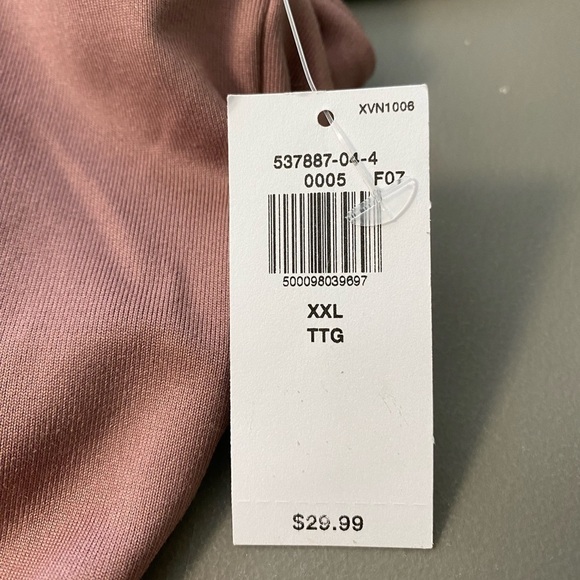 XVN1006
537887-04-4
0005 F07
500098039697
XXL
TTG
$29.99